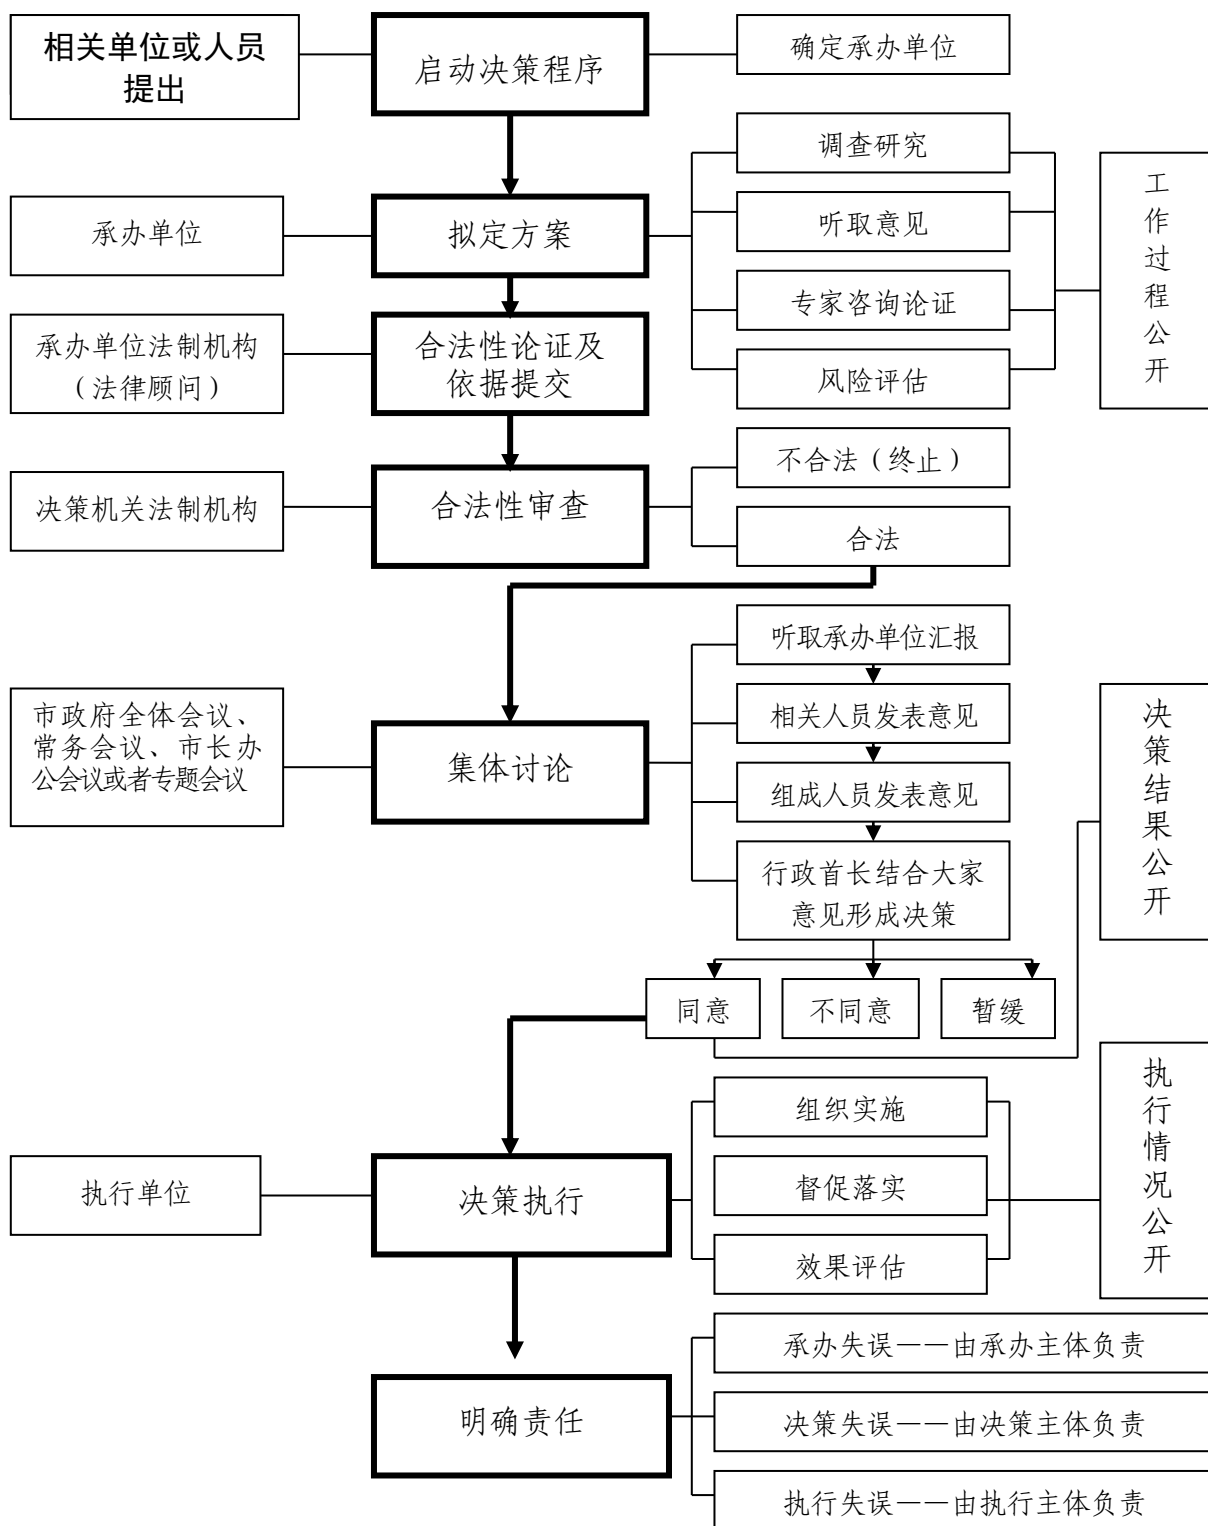 相关单位或人员
提出
启动决策程序
确定承办单位
承办单位
拟定方案
调查研究
听取意见
专家咨询论证
风险评估
工作过程公开
承办单位法制机构
（法律顾问）
合法性论证及
依据提交
决策机关法制机构
合法性审查
不合法（终止）
合法
市政府全体会议、
常务会议、市长办
公会议或者专题会议
集体讨论
听取承办单位汇报
相关人员发表意见
组成人员发表意见
行政首长结合大家
意见形成决策
决策结果公开
同意
不同意
暂缓
执行单位
决策执行
组织实施
督促落实
效果评估
执行情况公开
明确责任
承办失误——由承办主体负责
决策失误——由决策主体负责
执行失误——由执行主体负责